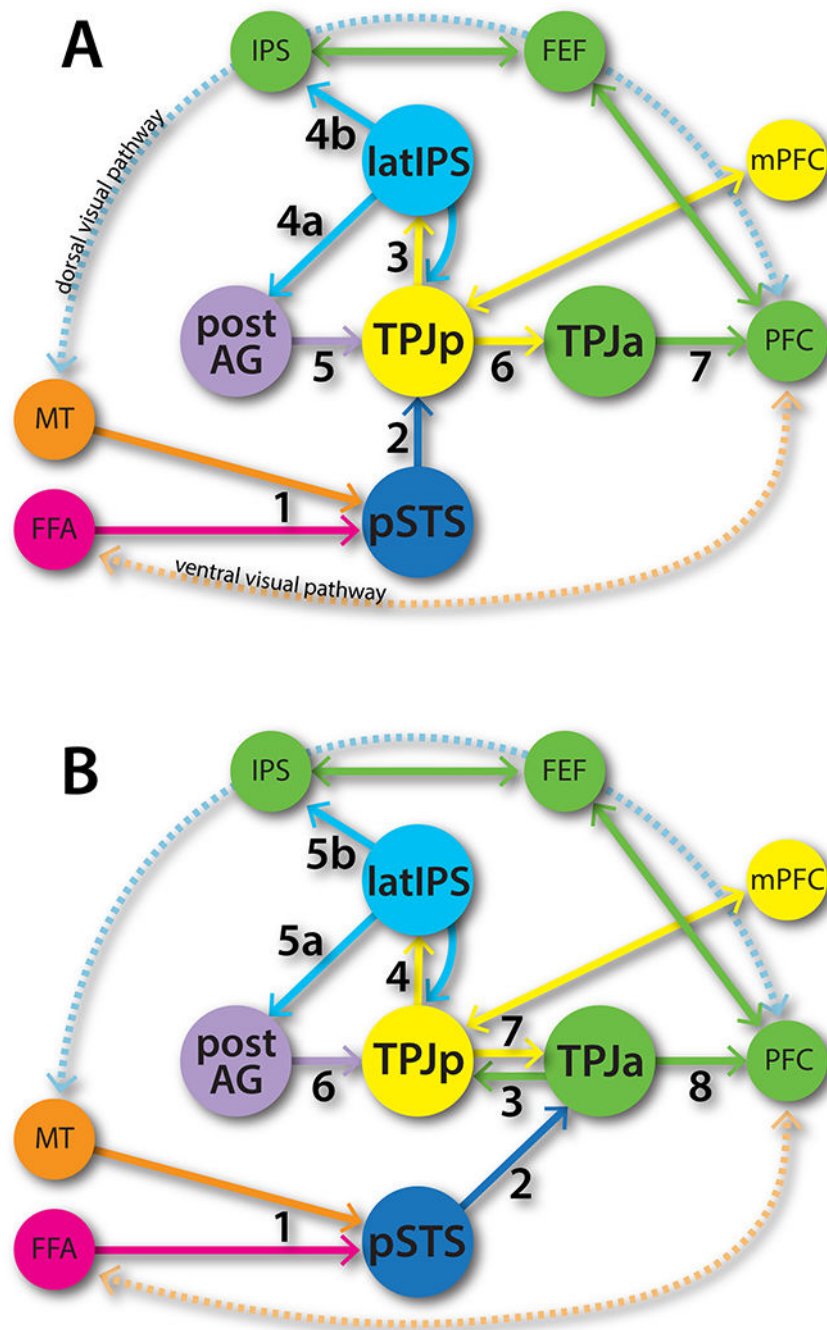 A
IPS
FEF
4b
latIPS
mPFC
dorsal visual pathway
4a
3
post
AG
TPJp
TPJa
PFC
5
6
7
MT
2
1
FFA
pSTS
ventral visual pathway
B
IPS
FEF
5b
latIPS
mPFC
5a
4
post
AG
TPJp
7
TPJa
PFC
6
3
8
MT
2
1
FFA
pSTS